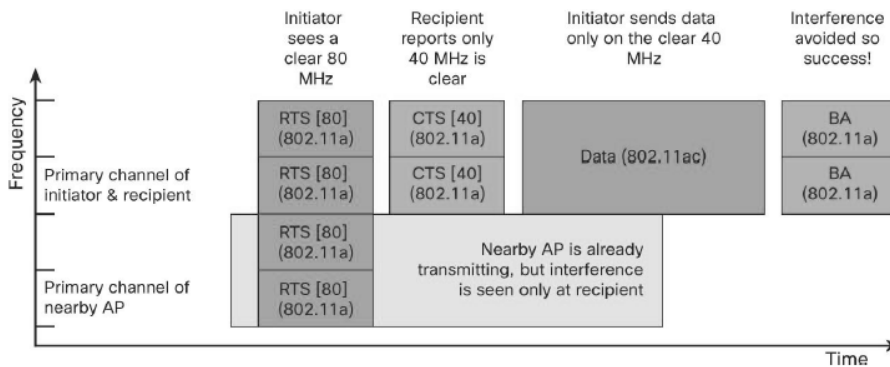 Initiator
sees a
clear 80
MHz
Recipient
reports only
40 MHz is
clear
Initiator sends data
only on the clear 40
MHz
Interference
avoided so
success!
Frequency
Primary channel of
initiator & recipient
Primary channel of
nearby AP
RTS [80]
(802.11a)
RTS [80]
(802.11a)
RTS [80]
(802.11a)
RTS [80]
(802.11a)
CTS [40]
(802.11a)
CTS [40]
(802.11a)
Data (802.11ac)
BA
(802.11a)
BA
(802.11a)
Nearby AP is already
transmitting, but interference
is seen only at recipient
Time